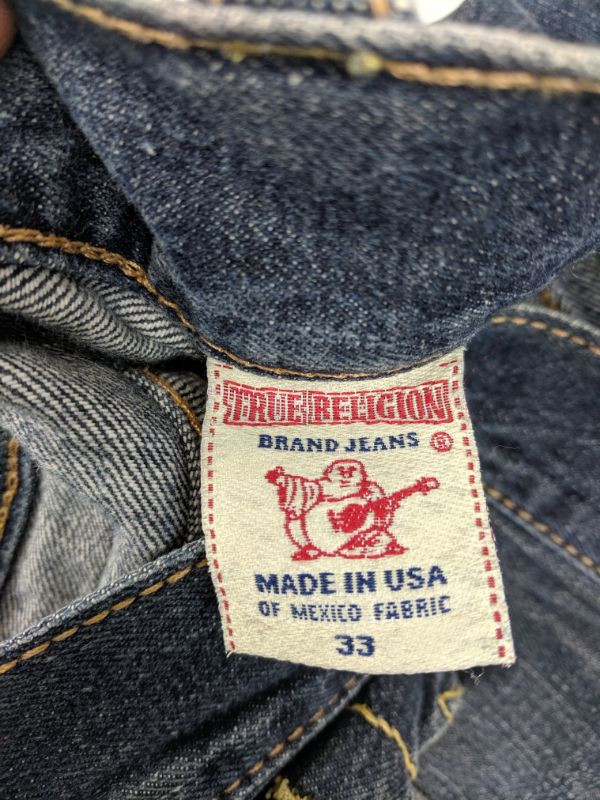 TRUE RELIGION
BRAND JEANS ®
MADE IN USA
OF MEXICO FABRIC
33